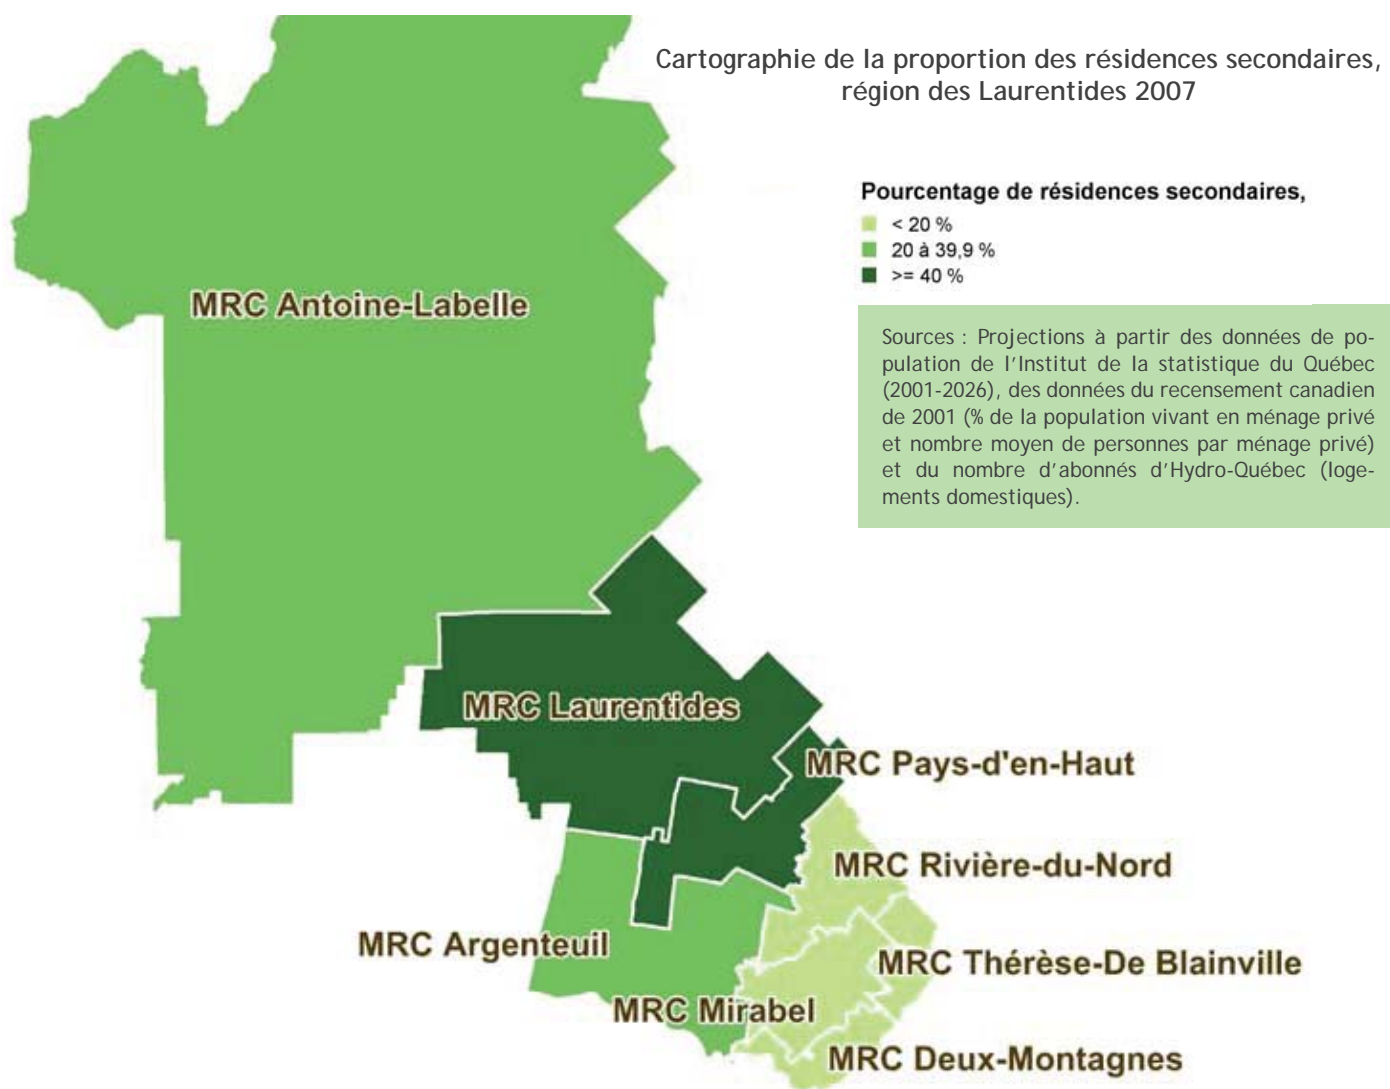 Cartographie de la proportion des résidences secondaires,
région des Laurentides 2007
Pourcentage de résidences secondaires,
< 20 %
20 à 39,9 %
>= 40 %
Sources : Projections à partir des données de po-
pulation de l'Institut de la statistique du Québec
(2001-2026), des données du recensement canadien
de 2001 (% de la population vivant en ménage privé
et nombre moyen de personnes par ménage privé)
et du nombre d'abonnés d'Hydro-Québec (loge-
ments domestiques).
MRC Antoine-Labelle
MRC Laurentides
MRC Pays-d'en-Haut
MRC Rivière-du-Nord
MRC Argenteuil
MRC Thérèse-De Blainville
MRC Mirabel
MRC Deux-Montagnes